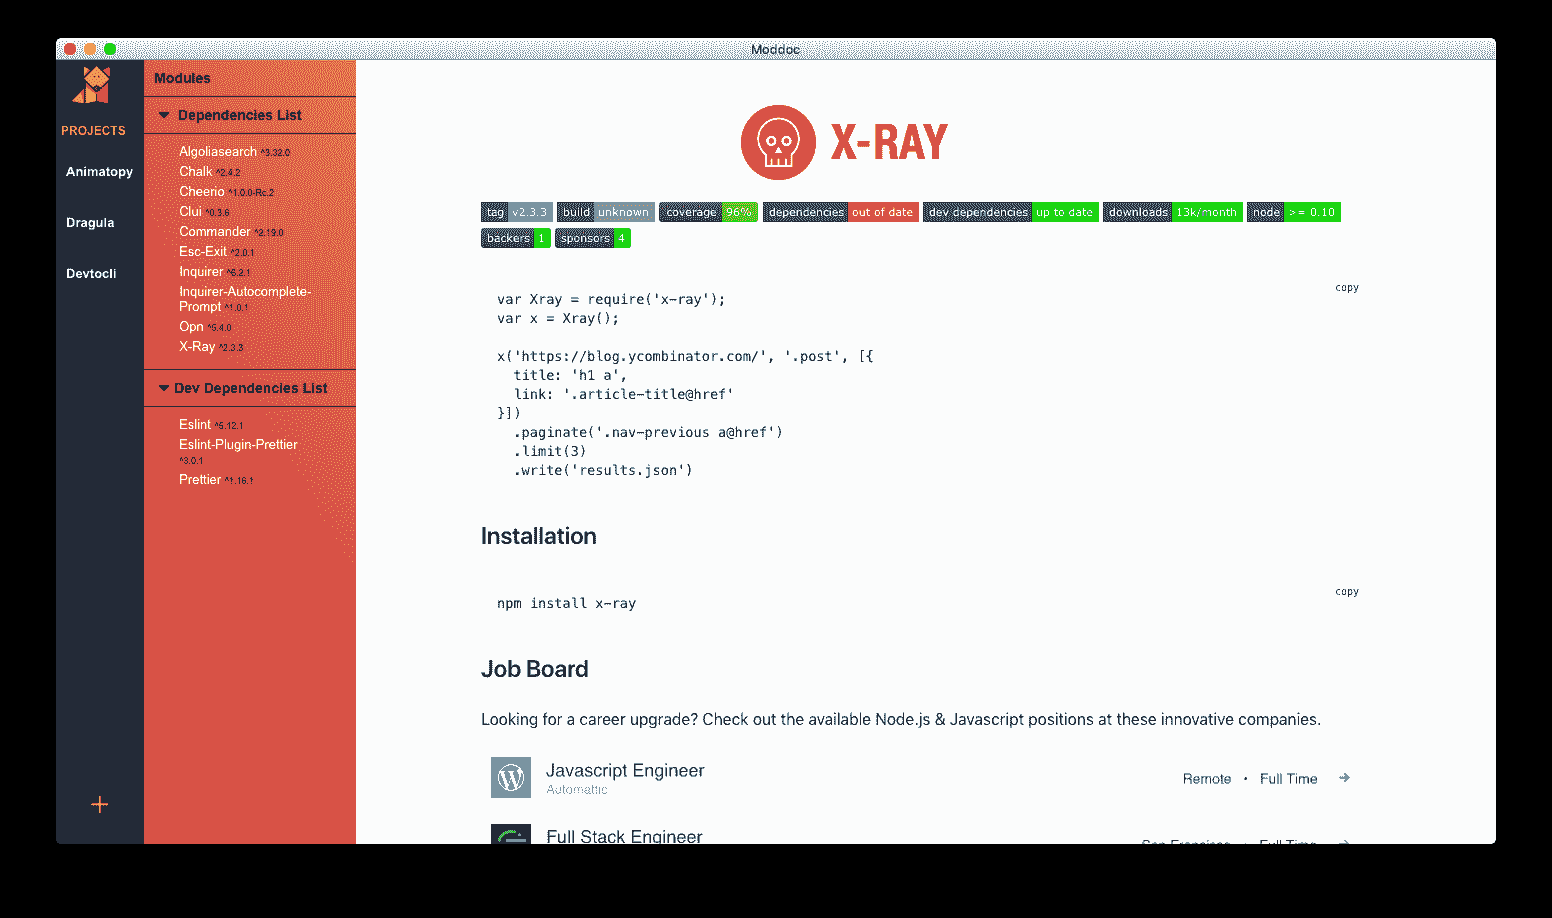 Moddoc
PROJECTS
Animatopy
Dragula
Devtocli
Modules
Dependencies List
Algoliasearch ^3.32.0
Chalk ^2.4.2
Cheerio ^1.0.0-Rc.2
Clui ^0.3.6
Commander ^2.19.0
Esc-Exit ^2.0.1
Inquirer ^6.2.1
Inquirer-Autocomplete-
Prompt ^1.0.1
Opn ^5.4.0
X-Ray ^2.3.3
Dev Dependencies List
Eslint ^5.12.1
Eslint-Plugin-Prettier
^3.0.1
Prettier ^1.16.1
X-RAY
tag v2.3.3 build unknown coverage 96% dependencies out of date dev dependencies up to date downloads 13k/month node >= 0.10
backers 1 sponsors 4
copy
var Xray = require('x-ray');
var x = Xray();
x('https://blog.ycombinator.com/', '.post', [{
title: 'h1 a',
link: '.article-title@href'
}])
.paginate('.nav-previous a@href')
.limit(3)
.write('results.json')
Installation
copy
npm install x-ray
Job Board
Looking for a career upgrade? Check out the available Node.js & Javascript positions at these innovative companies.
Javascript Engineer
Automattic
Remote • Full Time →
Full Stack Engineer
San Francisco • Full Time →